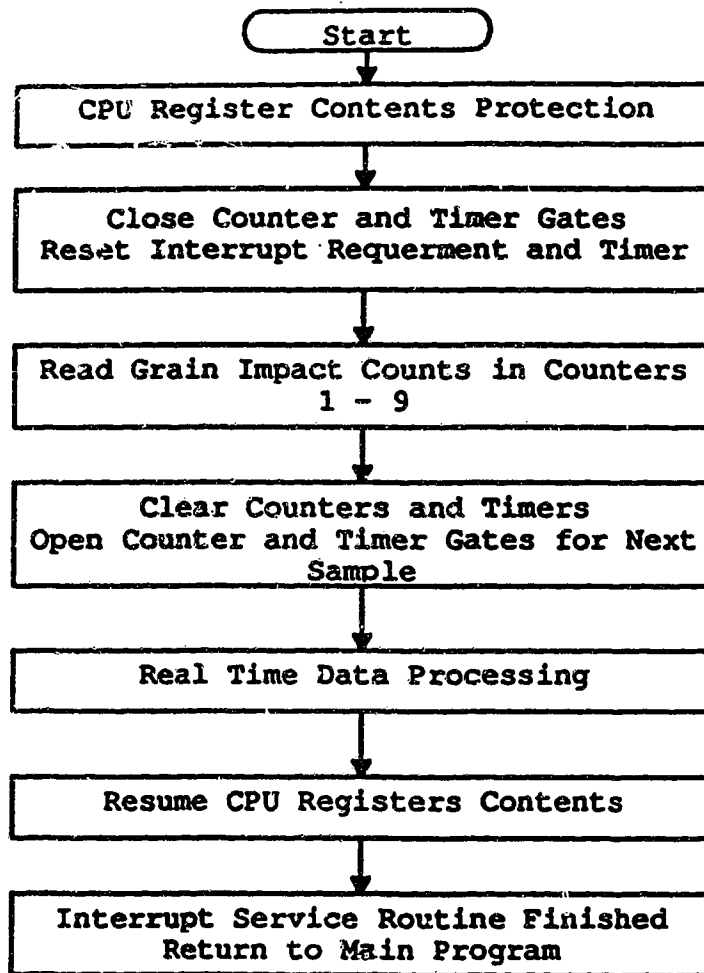 Start
CPU Register Contents Protection
Close Counter and Timer Gates
Reset Interrupt Requerment and Timer
Read Grain Impact Counts in Counters
1 - 9
Clear Counters and Timers
Open Counter and Timer Gates for Next
Sample
Real Time Data Processing
Resume CPU Registers Contents
Interrupt Service Routine Finished
Return to Main Program